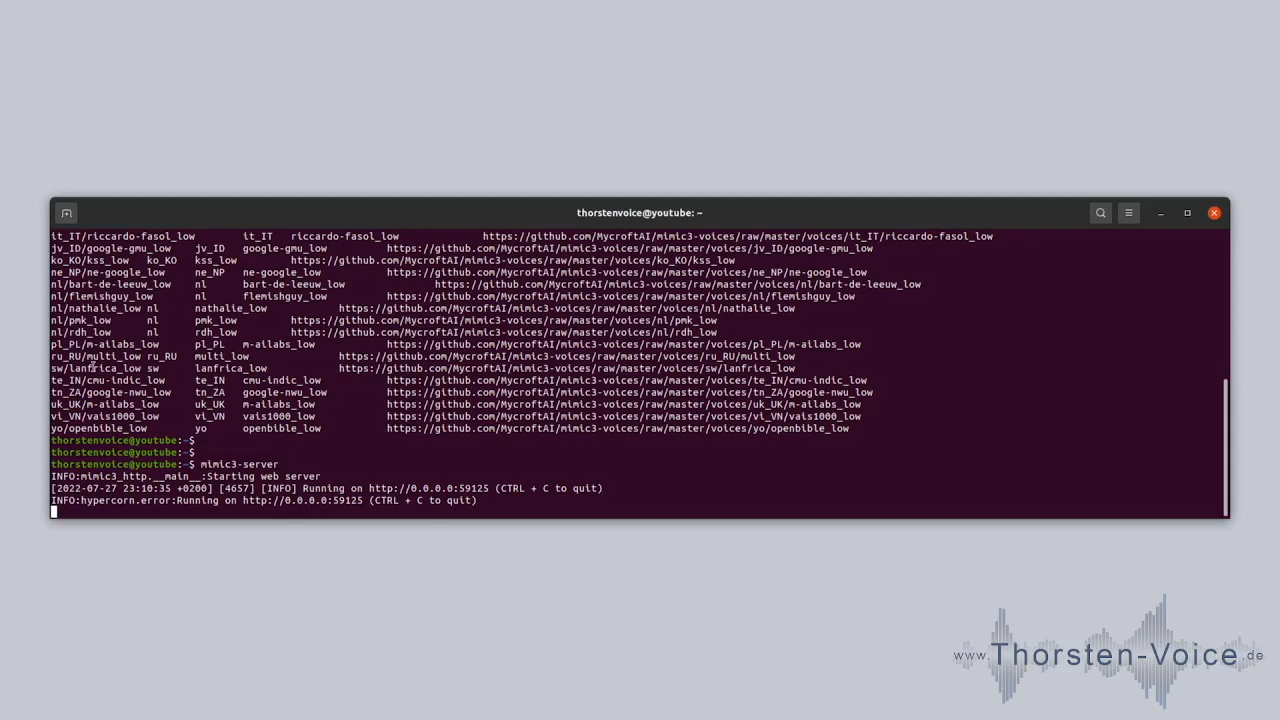 thorstenvoice@youtube: ~
it_IT/riccardo-fasol_low it_IT riccardo-fasol_low https://github.com/MycroftAI/mimic3-voices/raw/master/voices/it_IT/riccardo-fasol_low
jv_ID/google-gmu_low jv_ID google-gmu_low https://github.com/MycroftAI/mimic3-voices/raw/master/voices/jv_ID/google-gmu_low
ko_KO/kss_low ko_KO kss_low https://github.com/MycroftAI/mimic3-voices/raw/master/voices/ko_KO/kss_low
ne_NP/ne-google_low ne_NP ne-google_low https://github.com/MycroftAI/mimic3-voices/raw/master/voices/ne_NP/ne-google_low
nl/bart-de-leeuw_low nl bart-de-leeuw_low https://github.com/MycroftAI/mimic3-voices/raw/master/voices/nl/bart-de-leeuw_low
nl/flemishguy_low nl flemishguy_low https://github.com/MycroftAI/mimic3-voices/raw/master/voices/nl/flemishguy_low
nl/nathalie_low nl nathalie_low https://github.com/MycroftAI/mimic3-voices/raw/master/voices/nl/nathalie_low
nl/pmk_low nl pmk_low https://github.com/MycroftAI/mimic3-voices/raw/master/voices/nl/pmk_low
nl/rdh_low nl rdh_low https://github.com/MycroftAI/mimic3-voices/raw/master/voices/nl/rdh_low
pl_PL/m-ailabs_low pl_PL m-ailabs_low https://github.com/MycroftAI/mimic3-voices/raw/master/voices/pl_PL/m-ailabs_low
ru_RU/multi_low ru_RU multi_low https://github.com/MycroftAI/mimic3-voices/raw/master/voices/ru_RU/multi_low
sw/lanfrica_low sw lanfrica_low https://github.com/MycroftAI/mimic3-voices/raw/master/voices/sw/lanfrica_low
te_IN/cmu-indic_low te_IN cmu-indic_low https://github.com/MycroftAI/mimic3-voices/raw/master/voices/te_IN/cmu-indic_low
tn_ZA/google-nwu_low tn_ZA google-nwu_low https://github.com/MycroftAI/mimic3-voices/raw/master/voices/tn_ZA/google-nwu_low
uk_UK/m-ailabs_low uk_UK m-ailabs_low https://github.com/MycroftAI/mimic3-voices/raw/master/voices/uk_UK/m-ailabs_low
vi_VN/vais1000_low vi_VN vais1000_low https://github.com/MycroftAI/mimic3-voices/raw/master/voices/vi_VN/vais1000_low
yo/openbible_low yo openbible_low https://github.com/MycroftAI/mimic3-voices/raw/master/voices/yo/openbible_low
thorstenvoice@youtube:~$
thorstenvoice@youtube:~$
thorstenvoice@youtube:~$ mimic3-server
INFO:mimic3_http.__main__:Starting web server
[2022-07-27 23:10:35 +0200] [4657] [INFO] Running on http://0.0.0.0:59125 (CTRL + C to quit)
INFO:hypercorn.error:Running on http://0.0.0.0:59125 (CTRL + C to quit)
www.Thorsten-Voice.de